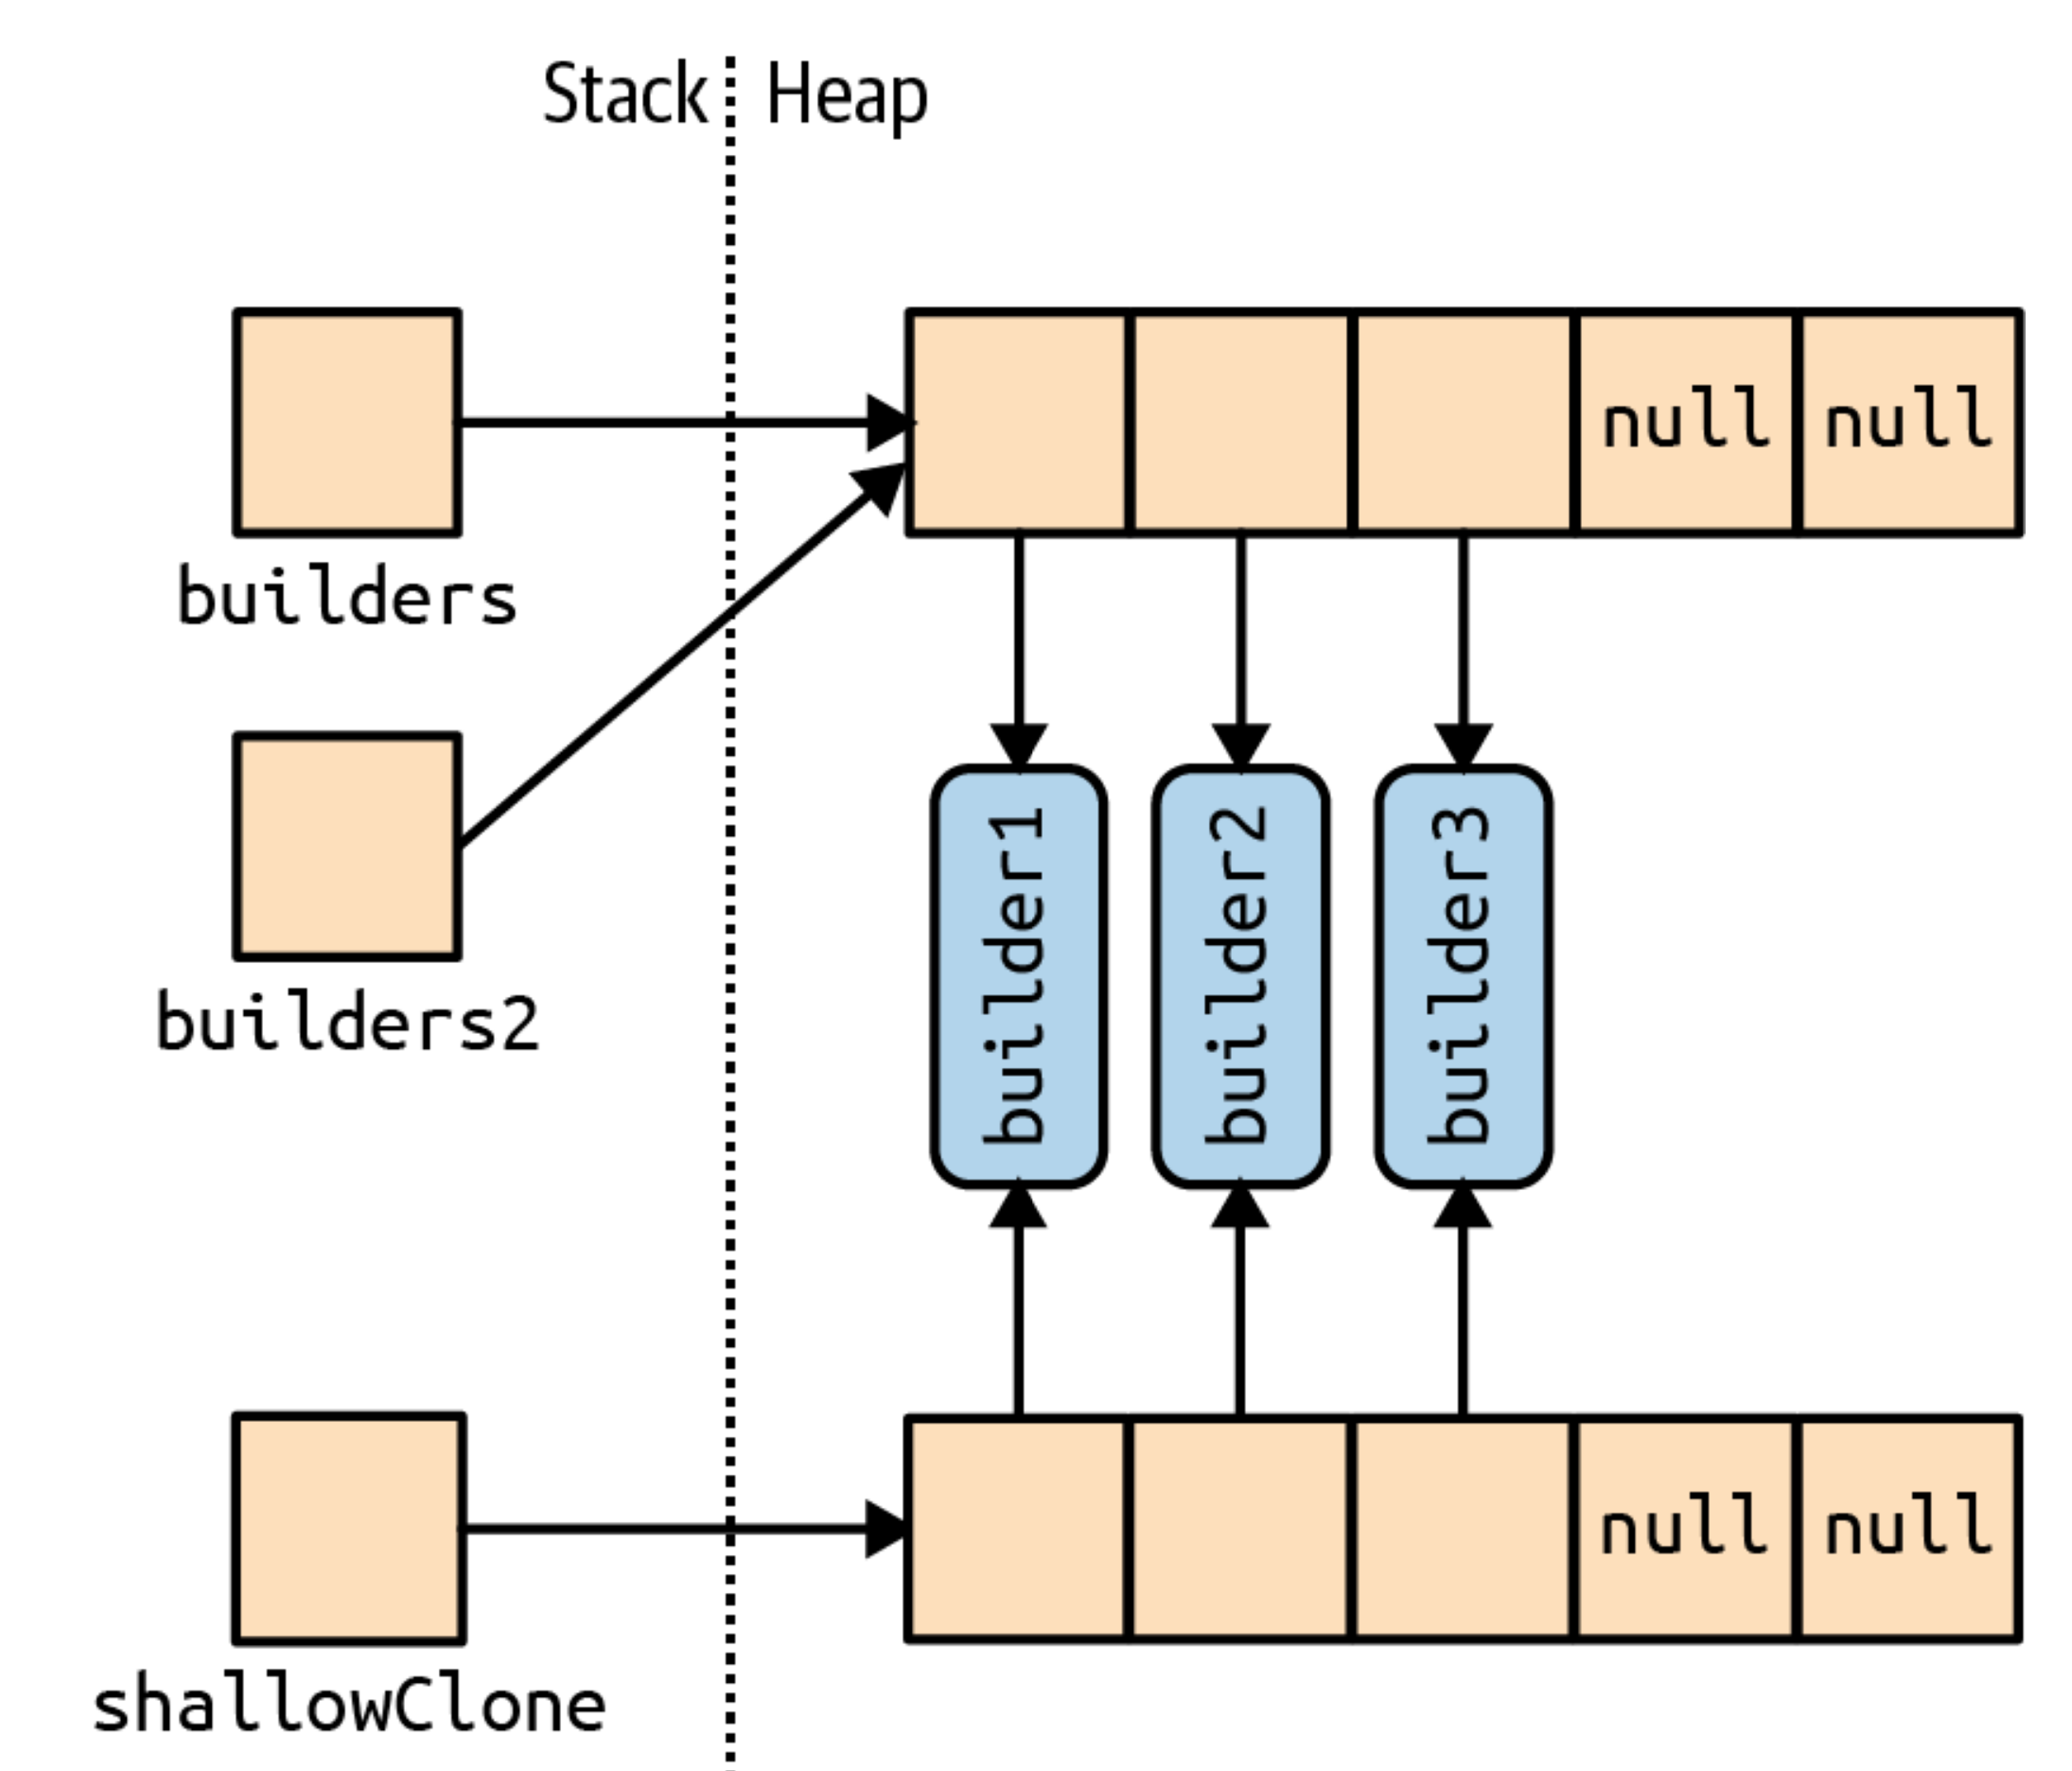 Stack Heap
null null
builders
builder1 builder2 builder3
builders2
null null
shallowClone